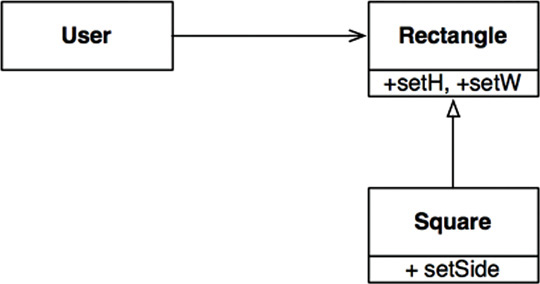 User
Rectangle
+setH, +setW
Square
+ setSide